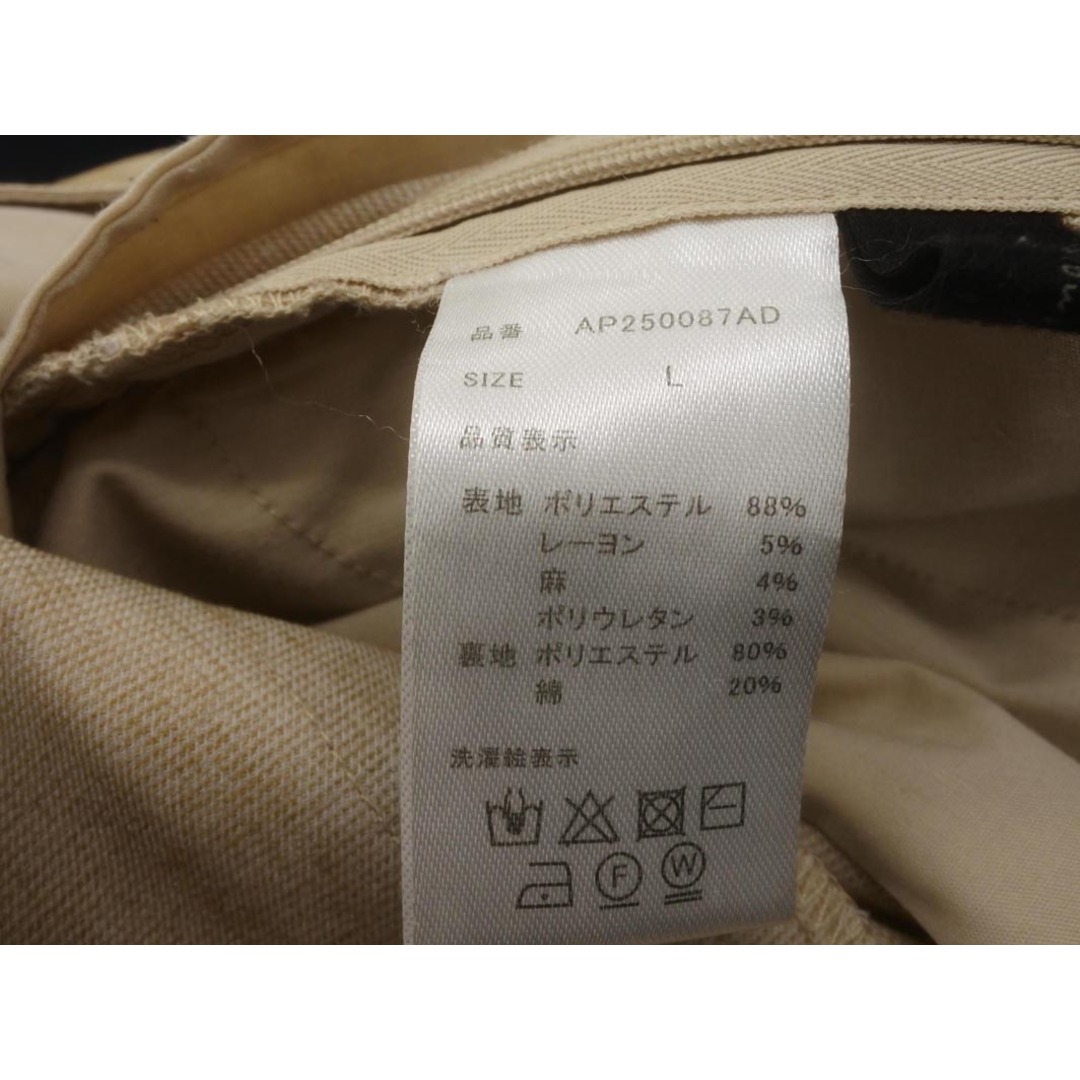 品番 AP250087AD
SIZE L
品質表示
表地 ポリエステル 88%
レーヨン 5%
麻 4%
ポリウレタン 3%
裏地 ポリエステル 80%
綿 20%
洗濯絵表示
F W